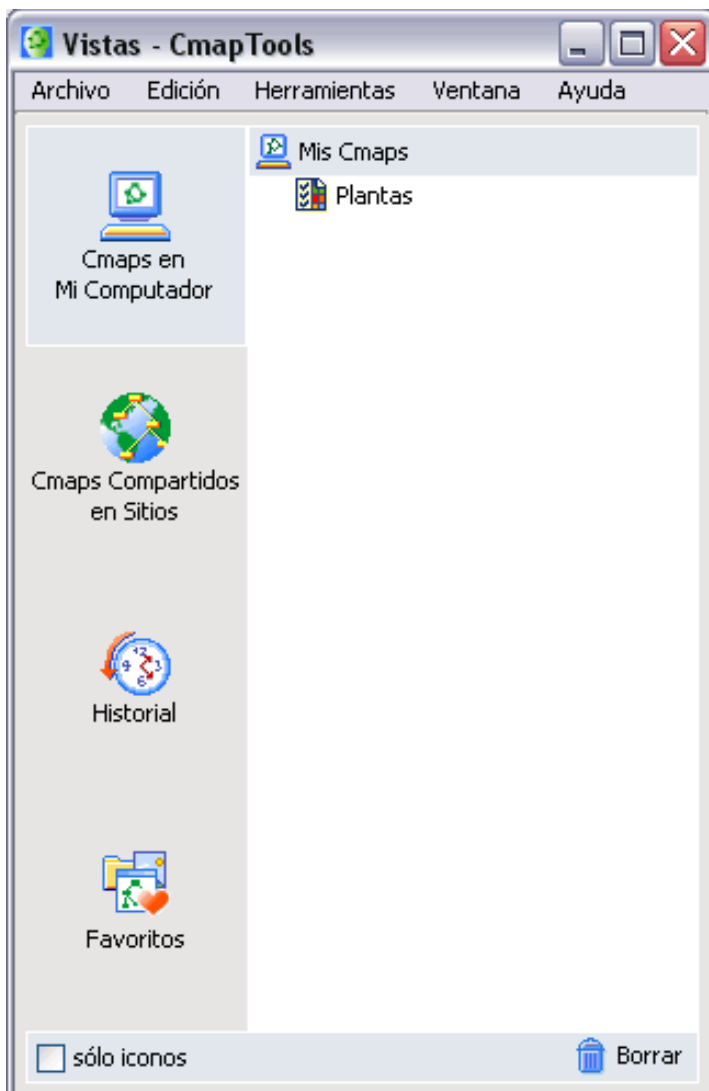 Vistas - CmapTools
Archivo Edición Herramientas Ventana Ayuda
Cmaps en
Mi Computador
Cmaps Compartidos
en Sitios
Historial
Favoritos
Mis Cmaps
Plantas
sólo iconos
Borrar